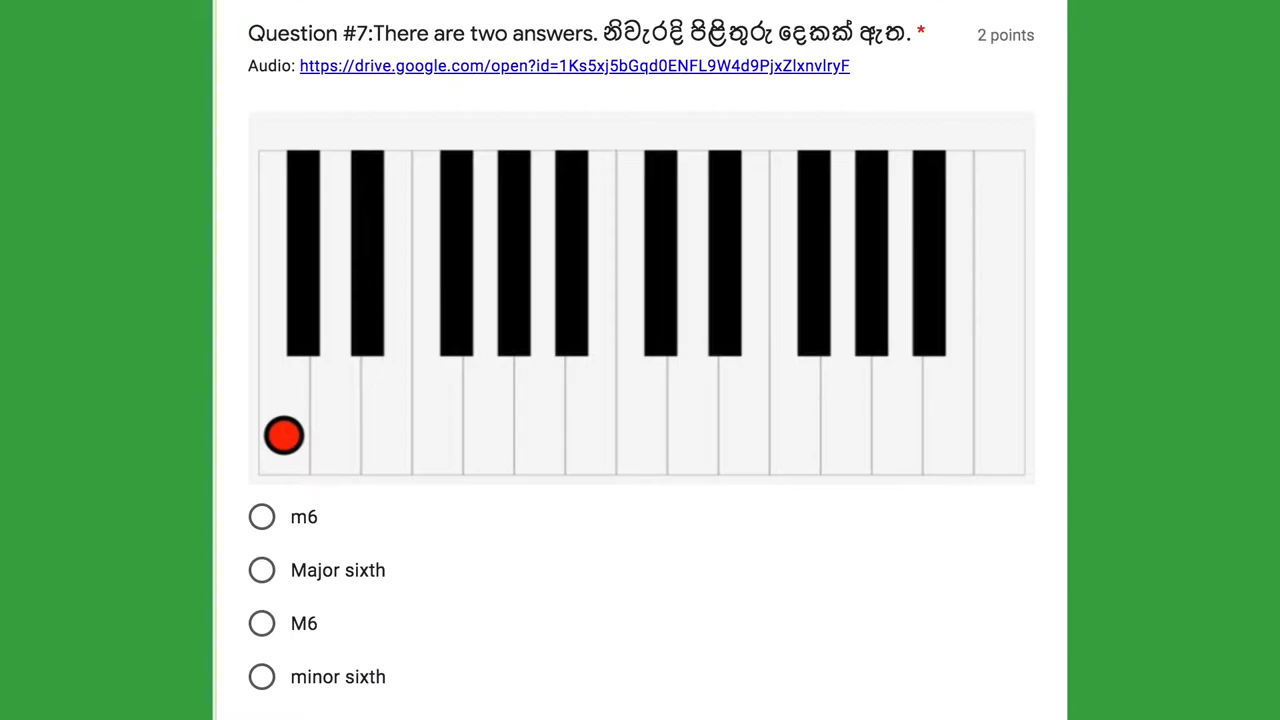 Question #7:There are two answers. නිවැරදි පිළිතුරු දෙකක් ඇත. *
2 points
Audio: https://drive.google.com/open?id=1Ks5xj5bGqd0ENFL9W4d9PjxZlxnvlryF
m6
Major sixth
M6
minor sixth